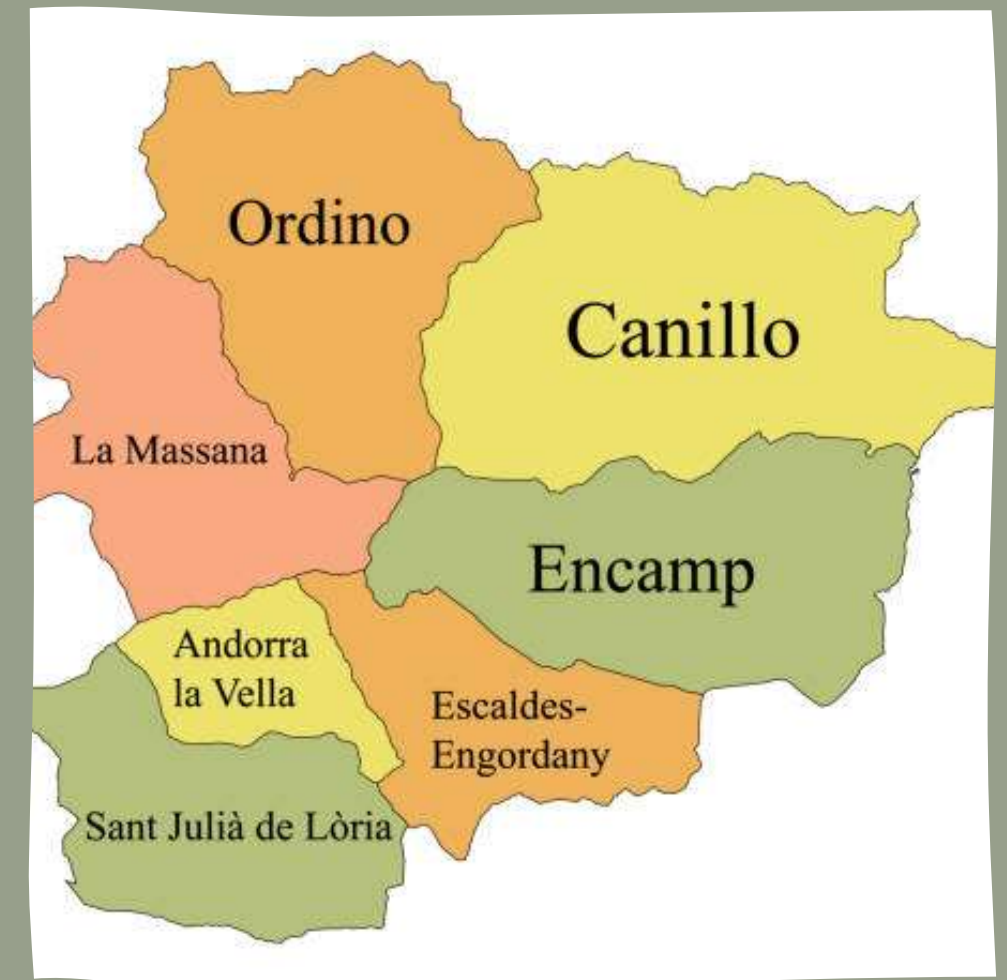 Ordino
Canillo
La Massana
Encamp
Andorra
la Vella
Escaldes-
Engordany
Sant Julià de Lòria